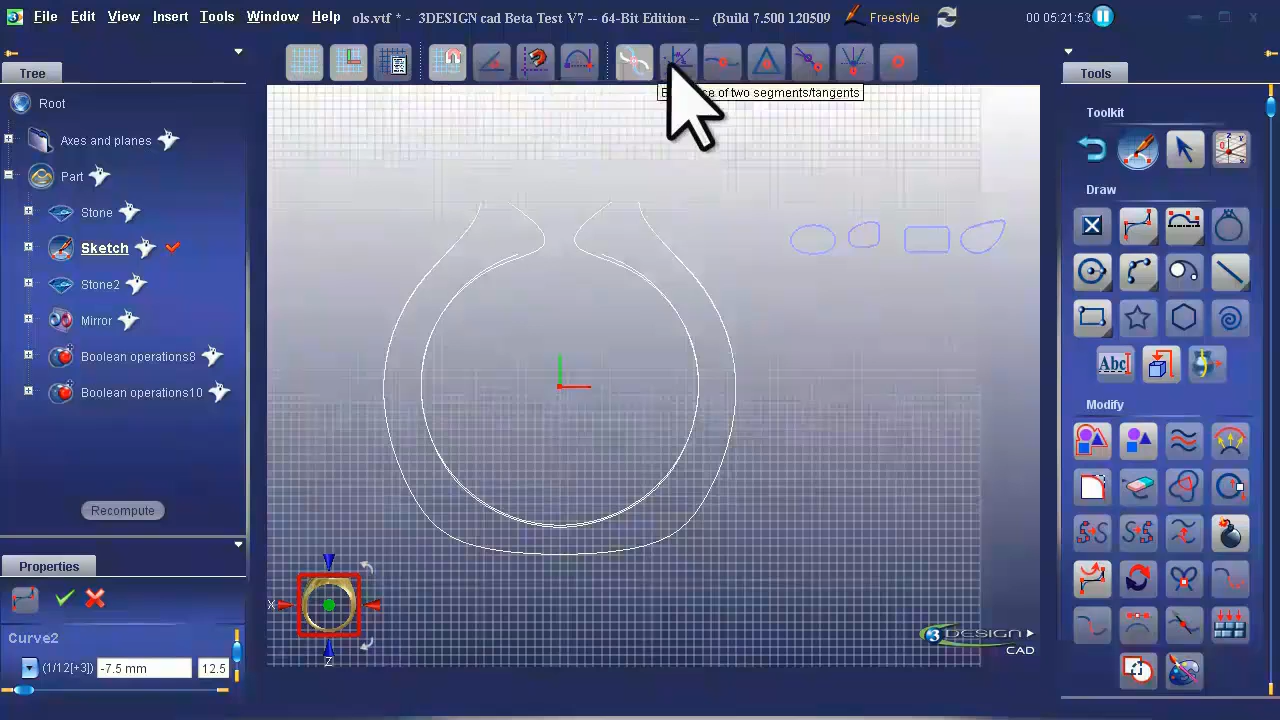 File Edit View Insert Tools Window Help
ols.vtf * - 3DESIGN cad Beta Test V7 -- 64-Bit Edition -- (Build 7.500 120509
Freestyle
00 05:21:53
Tree
Root
Axes and planes
Part
Stone
Sketch
Stone2
Mirror
Boolean operations8
Boolean operations10
Recompute
Properties
Curve2
(1/12[+3]) -7.5 mm 12.5
of two segments/tangents
X
Z
3DESIGN
CAD
Tools
Toolkit
Draw
Abc
Modify